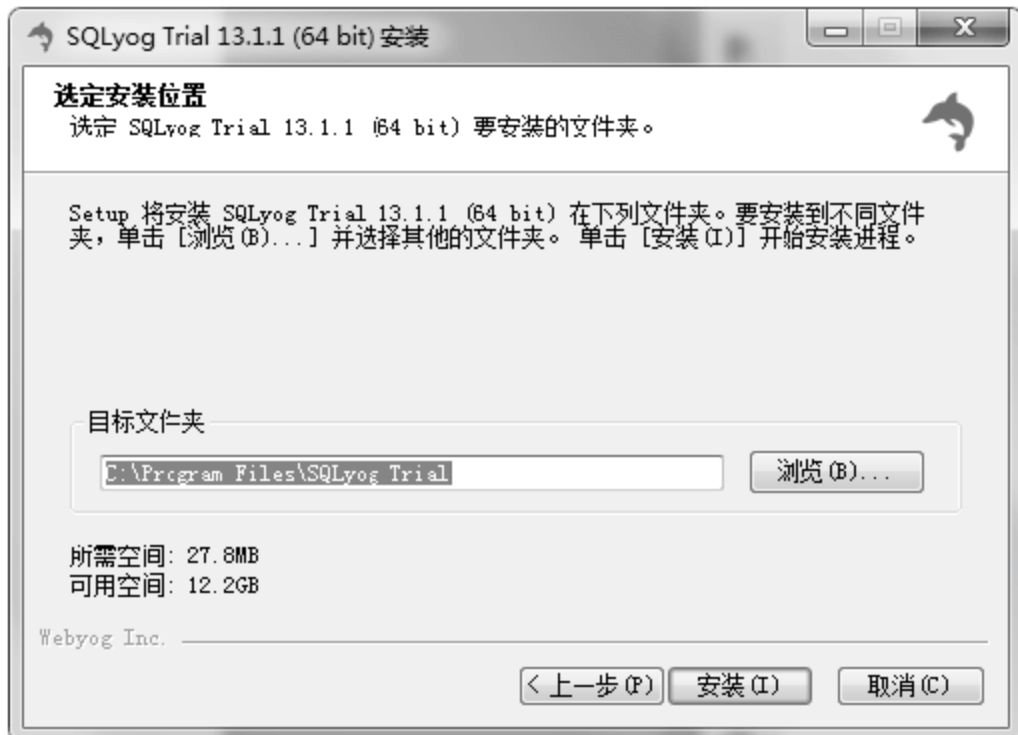 SQLyog Trial 13.1.1 (64 bit) 安装
选定安装位置
选定 SQLyog Trial 13.1.1 (64 bit) 要安装的文件夹。
Setup 将安装 SQLyog Trial 13.1.1 (64 bit) 在下列文件夹。要安装到不同文件
夹，单击 [浏览(B)...] 并选择其他的文件夹。 单击 [安装(I)] 开始安装进程。
目标文件夹
C:\Program Files\SQLyog Trial
浏览(B)...
所需空间: 27.8MB
可用空间: 12.2GB
Webyog Inc.
< 上一步(P)
安装(I)
取消(C)